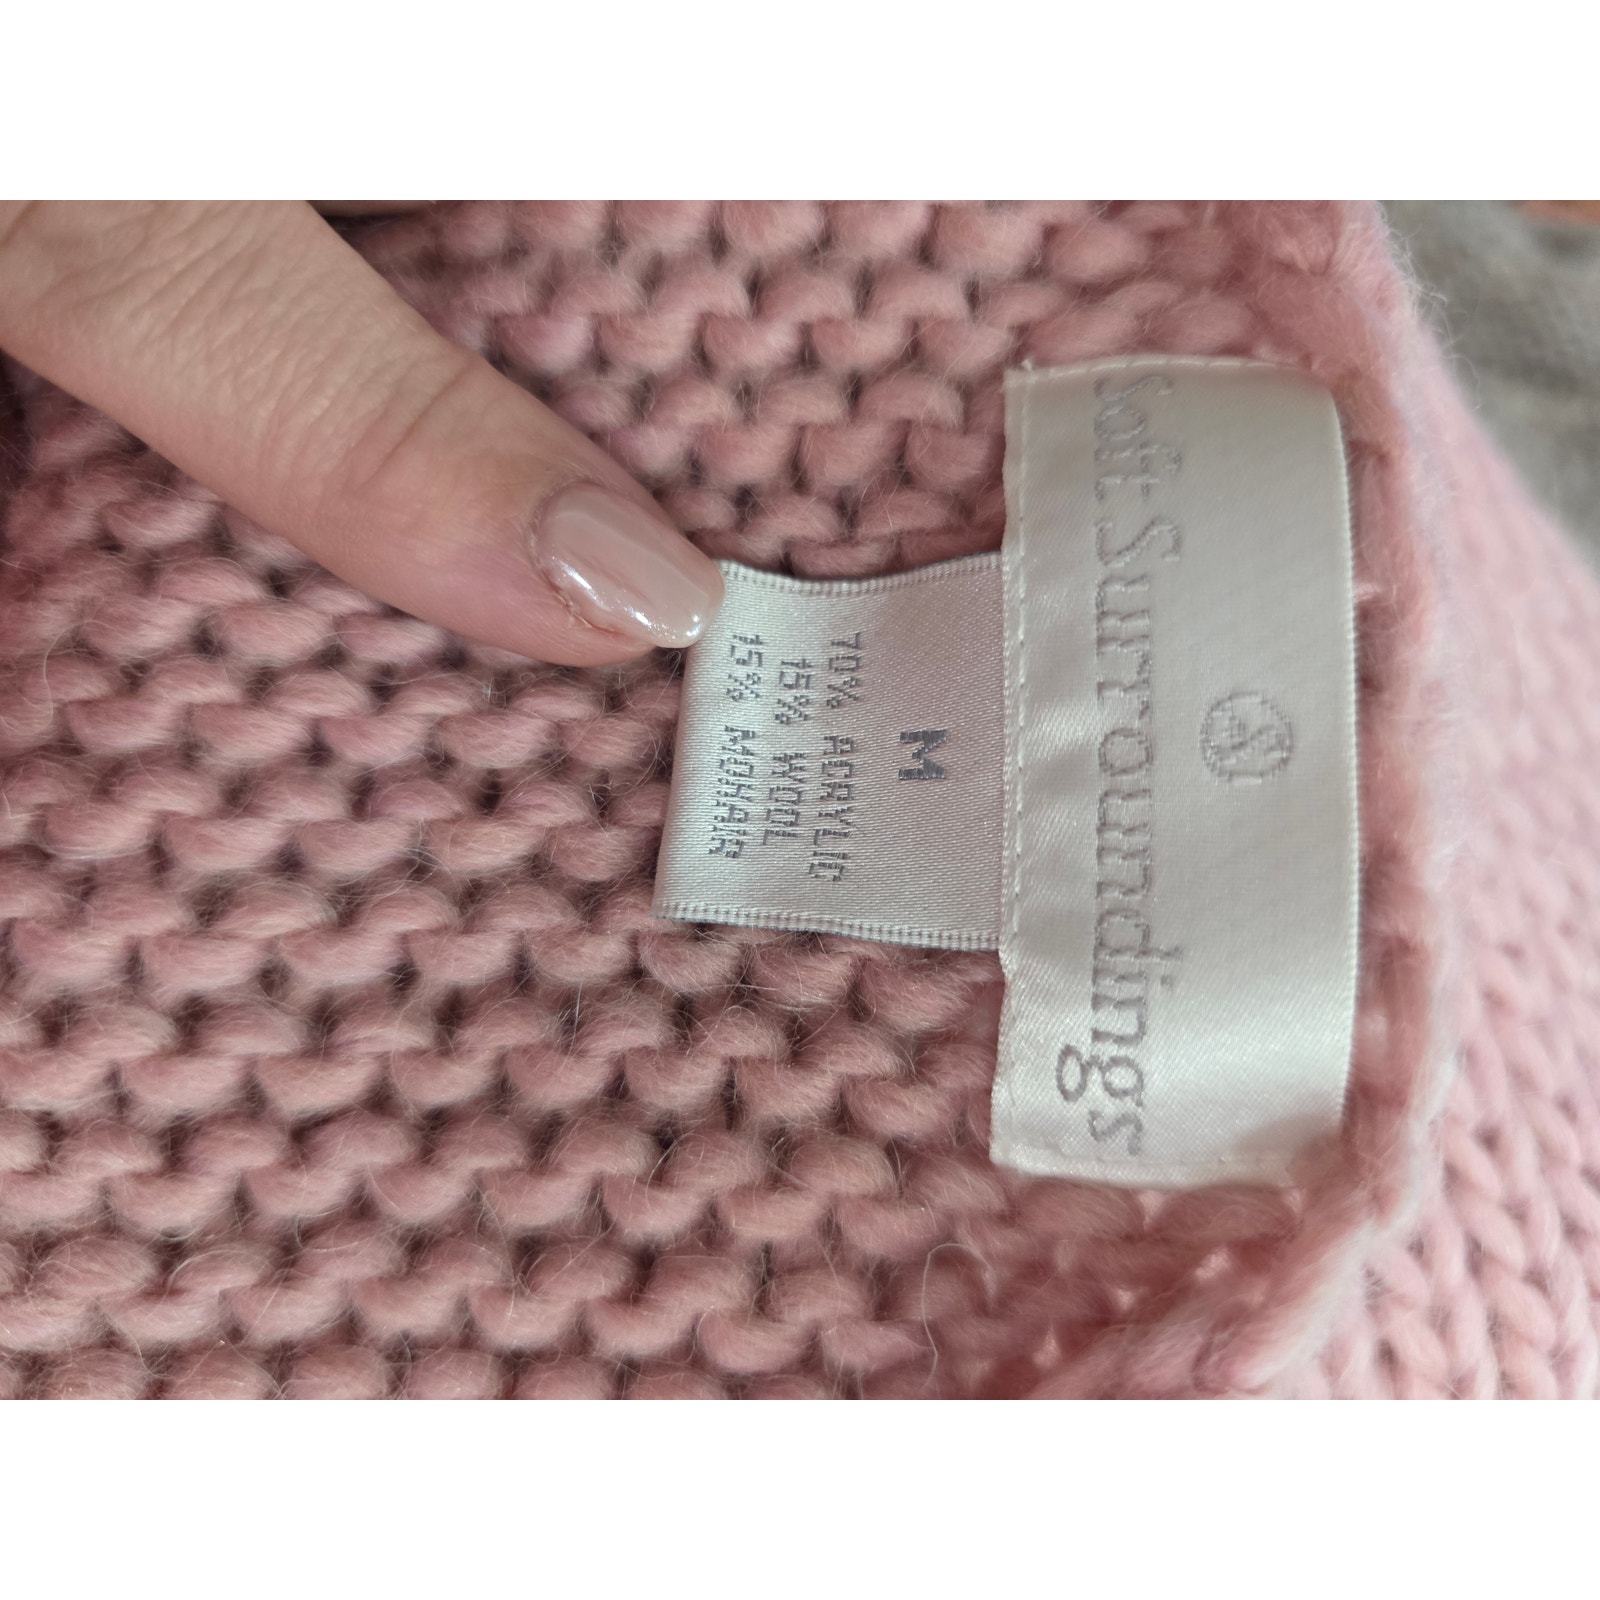 S
Soft Surroundings
M
70% ACRYLIC
15% WOOL
15% MOHAIR